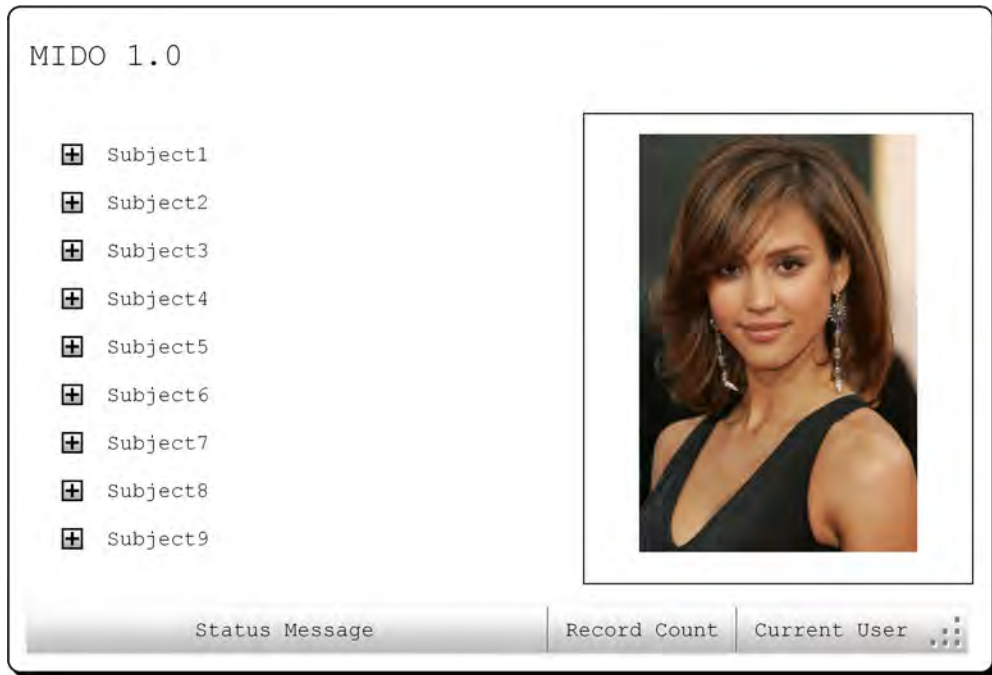 MIDO 1.0
Subject1
Subject2
Subject3
Subject4
Subject5
Subject6
Subject7
Subject8
Subject9
Status Message
Record Count
Current User